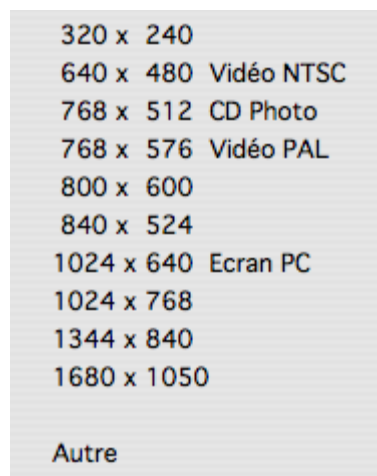 320 x 240
640 x 480 Vidéo NTSC
768 x 512 CD Photo
768 x 576 Vidéo PAL
800 x 600
840 x 524
1024 x 640 Ecran PC
1024 x 768
1344 x 840
1680 x 1050
Autre